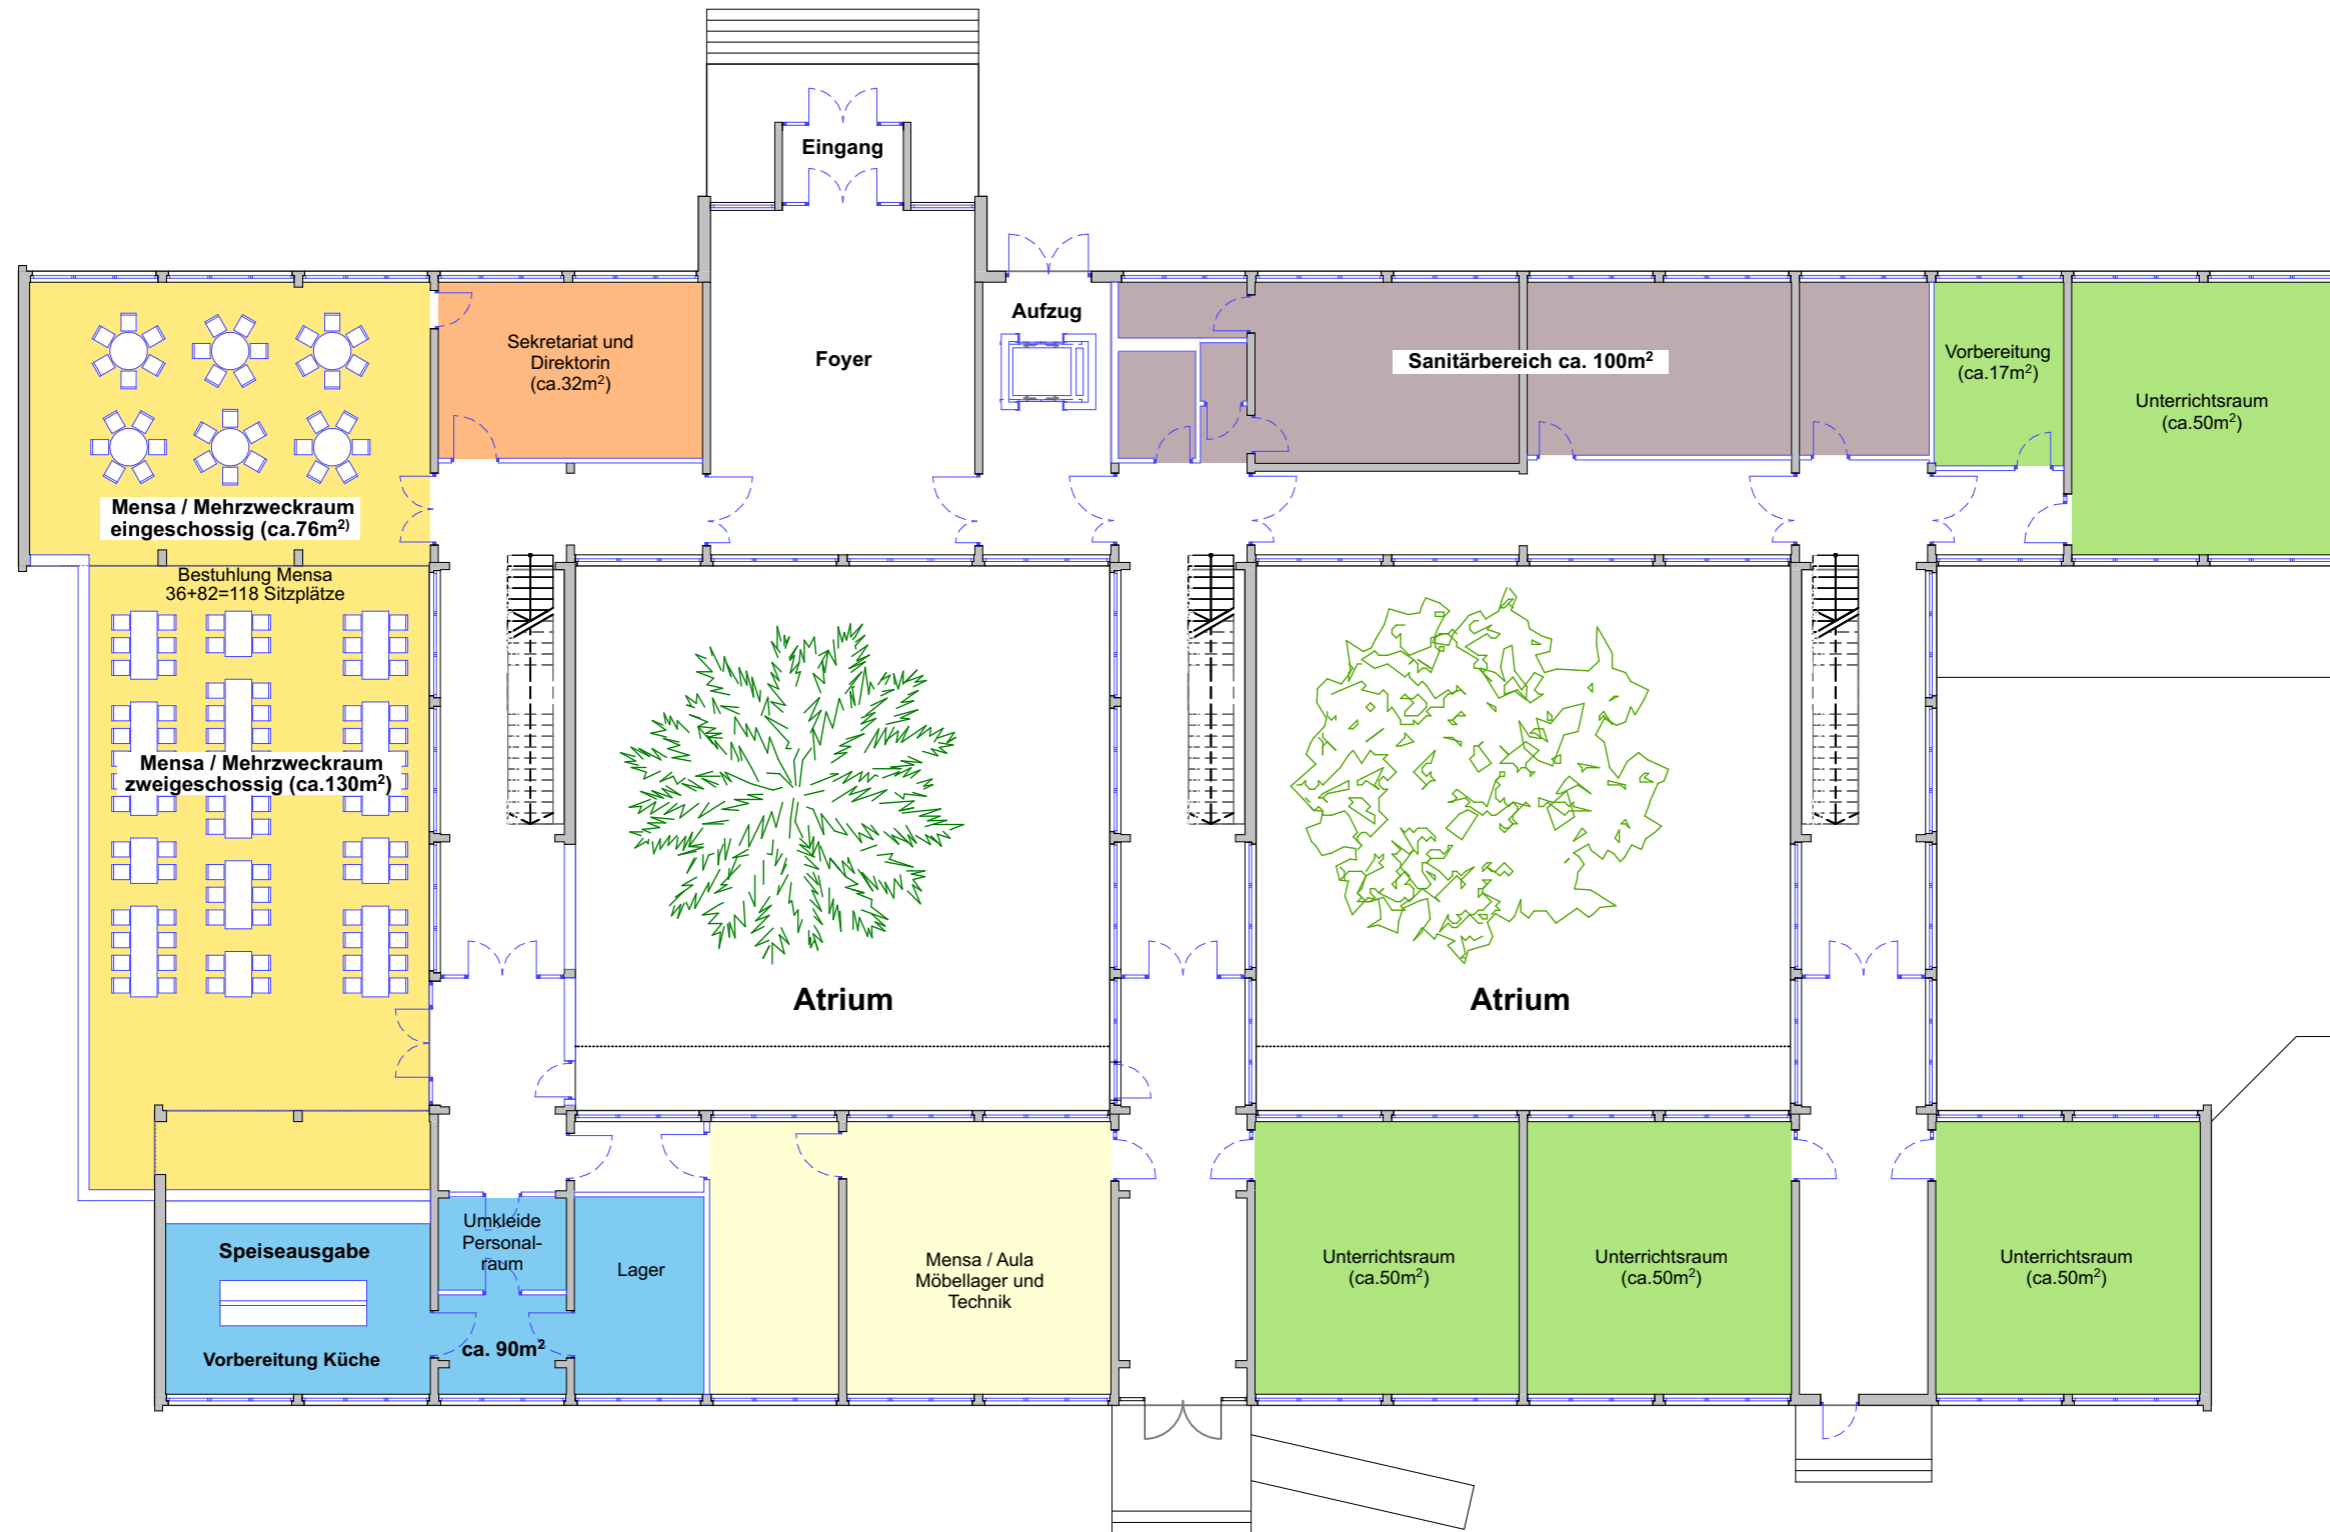 Eingang
Aufzug
Foyer
Sekretariat und
Direktorin
(ca.32m²)
Sanitärbereich ca. 100m²
Vorbereitung
(ca.17m²)
Unterrichtsraum
(ca.50m²)
Mensa / Mehrzweckraum
eingeschossig (ca.76m²⁾
Bestuhlung Mensa
36+82=118 Sitzplätze
Mensa / Mehrzweckraum
zweigeschossig (ca.130m²)
Atrium
Atrium
Speiseausgabe
Vorbereitung Küche
Umkleide
Personal-
raum
ca. 90m²
Lager
Mensa / Aula
Möbellager und
Technik
Unterrichtsraum
(ca.50m²)
Unterrichtsraum
(ca.50m²)
Unterrichtsraum
(ca.50m²)